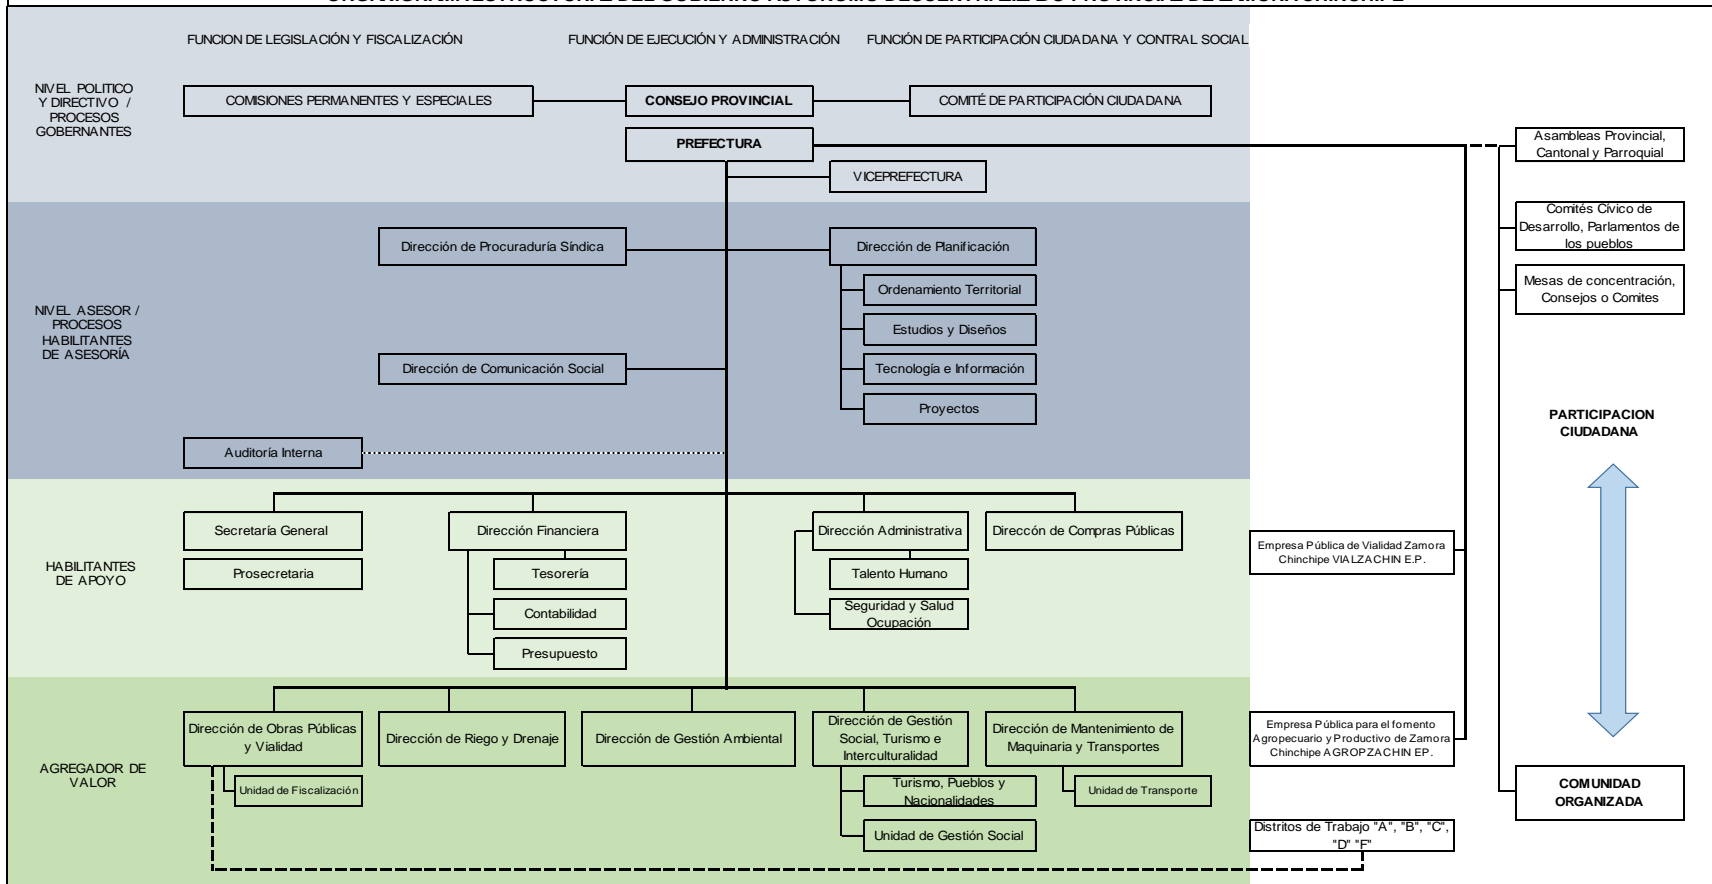 FUNCION DE LEGISLACIÓN Y FISCALIZACIÓN
FUNCIÓN DE EJECUCIÓN Y ADMINISTRACIÓN
FUNCIÓN DE PARTICIPACIÓN CIUDADANA Y CONTRAL SOCIAL
NIVEL POLITICO
Y DIRECTIVO /
PROCESOS
GOBERNANTES
COMISIONES PERMANENTES Y ESPECIALES
CONSEJO PROVINCIAL
COMITÉ DE PARTICIPACIÓN CIUDADANA
PREFECTURA
VICEPREFECTURA
Asambleas Provincial,
Cantonal y Parroquial
Comités Cívico de
Desarrollo, Parlamentos de
los pueblos
Mesas de concentración,
Consejos o Comites
NIVEL ASESOR /
PROCESOS
HABILITANTES
DE ASESORÍA
Dirección de Procuraduría Síndica
Dirección de Planificación
Ordenamiento Territorial
Estudios y Diseños
Dirección de Comunicación Social
Tecnología e Información
Proyectos
Auditoría Interna
PARTICIPACION
CIUDADANA
HABILITANTES
DE APOYO
Secretaría General
Dirección Financiera
Dirección Administrativa
Direccón de Compras Públicas
Prosecretaria
Tesorería
Talento Humano
Contabilidad
Seguridad y Salud
Ocupación
Presupuesto
Empresa Pública de Vialidad Zamora
Chinchipe VIALZACHIN E.P.
AGREGADOR DE
VALOR
Dirección de Obras Públicas
y Vialidad
Dirección de Riego y Drenaje
Dirección de Gestión Ambiental
Dirección de Gestión
Social, Turismo e
Interculturalidad
Dirección de Mantenimiento de
Maquinaria y Transportes
Empresa Pública para el fomento
Agropecuario y Productivo de Zamora
Chinchipe AGROPZACHIN EP.
Unidad de Fiscalización
Turismo, Pueblos y
Nacionalidades
Unidad de Transporte
Unidad de Gestión Social
COMUNIDAD
ORGANIZADA
Distritos de Trabajo "A", "B", "C",
"D" "F"